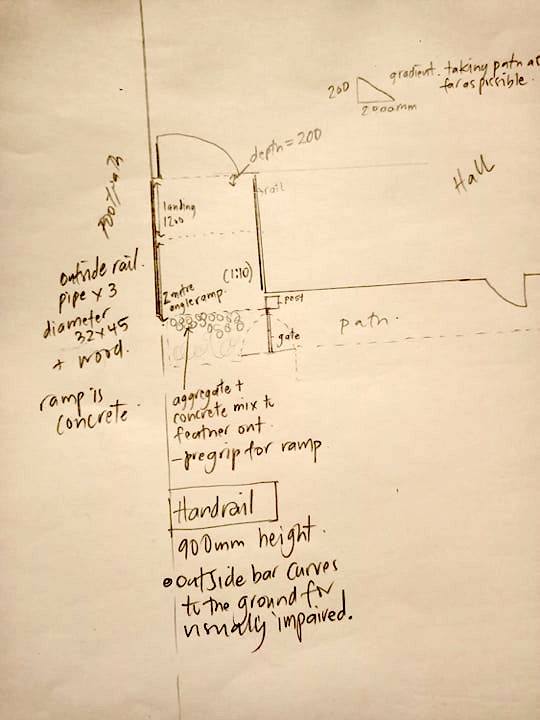 200
gradient. taking path as
far as possible.
2000mm
depth = 200
Hall
rail
landing
1200
outside rail.
pipe x 3
diameter
32 x 45
+ wood.
ramp is
concrete.
(1:10)
2 metre
angle ramp.
post
gate
path.
aggregate +
concrete mix to
feather out.
- pregrip for ramp
Handrail
900mm height.
• outside bar curves
to the ground for
visually impaired.